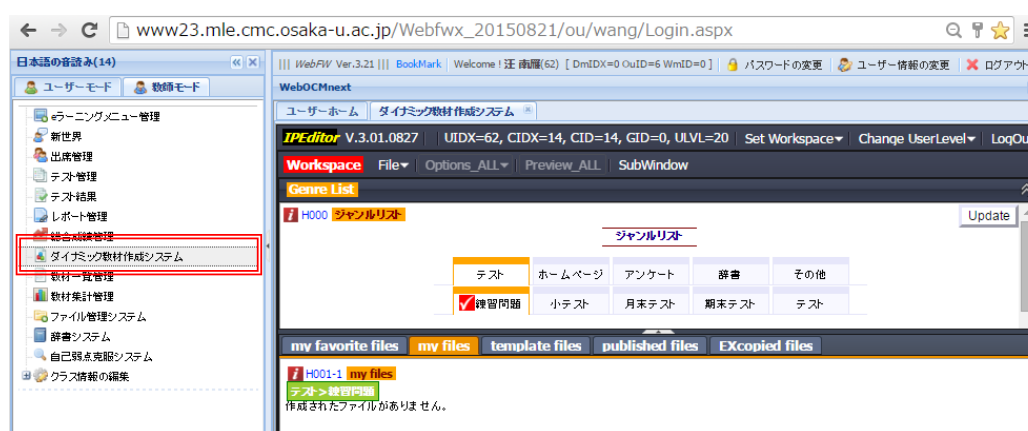 www23.mle.cmc.osaka-u.ac.jp/Webfwx_20150821/ou/wang/Login.aspx
日本語の音読み(14)
ユーザーモード 教師モード
eラーニングメニュー管理
新世界
出席管理
テスト管理
テスト結果
レポート管理
総合成績管理
ダイナミック教材作成システム
教材一覧管理
教材集計管理
ファイル管理システム
辞書システム
自己弱点克服システム
クラス情報の編集
||| WebFW Ver.3.21 ||| BookMark Welcome ! 汪 南雁(62) [ DmIDX=0 OuID=6 WmID=0 ] パスワードの変更 ユーザー情報の変更 ログアウト
WebOCMnext
ユーザーホーム ダイナミック教材作成システム
IPEditor V.3.01.0827 UIDX=62, CIDX=14, CID=14, GID=0, ULVL=20 Set Workspace▾ Change UserLevel▾ LogOu
Workspace File▾ Options_ALL▾ Preview_ALL SubWindow
Genre List
H000 ジャンルリスト Update
ジャンルリスト
テスト ホームページ アンケート 辞書 その他
練習問題 小テスト 月末テスト 期末テスト テスト
my favorite files my files template files published files EXcopied files
H001-1 my files
テスト>練習問題
作成されたファイルがありません。